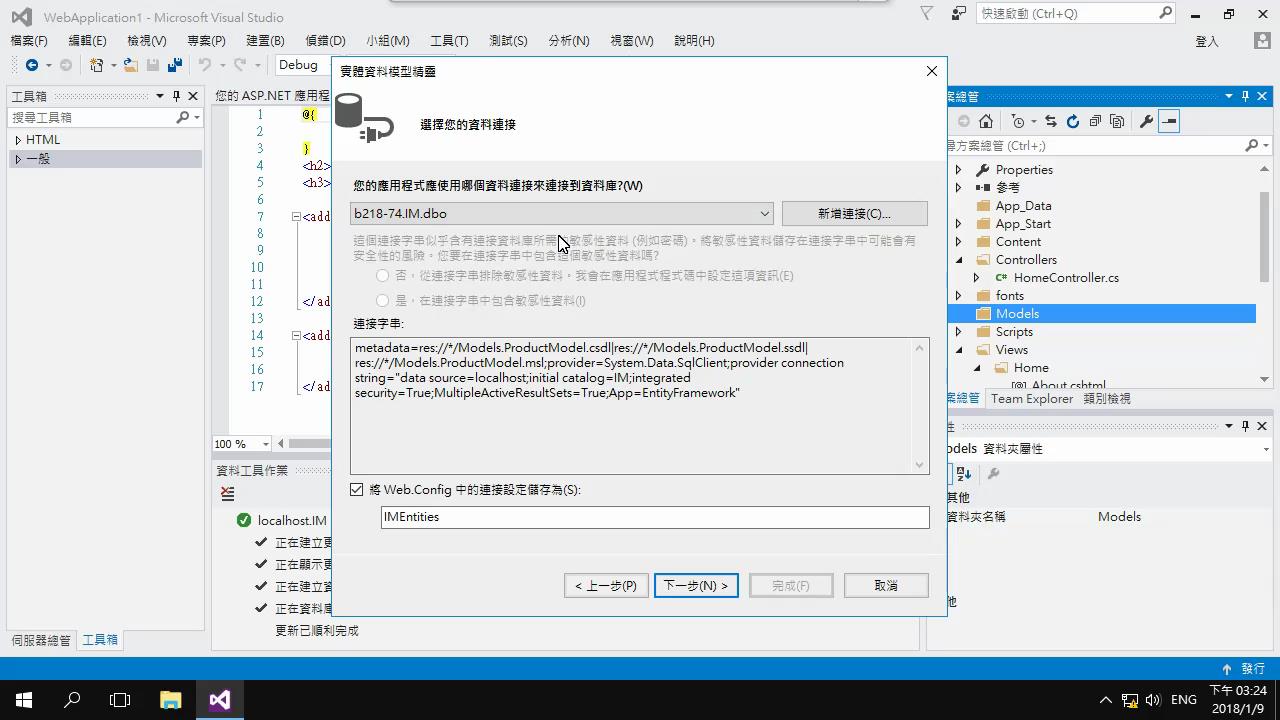 WebApplication1 - Microsoft Visual Studio
快速啟動 (Ctrl+Q)
檔案(F) 編輯(E) 檢視(V) 專案(P) 建置(B) 偵錯(D) 小組(M) 工具(T) 測試(S) 分析(N) 視窗(W) 說明(H)
登入
Debug
工具箱
搜尋工具箱
HTML
一般
伺服器總管 工具箱
您的 ASP.NET 應用程
1 @{
2
3 }
4 <h2>
5 <h3>
6
7 <add
8
9
10
11
12 </ad
13
14 <add
15
16
17 </ad
100 %
資料工具作業
localhost.IM
正在建立更
正在顯示更
正在建立資
正在資料庫
更新已順利完成
實體資料模型精靈
選擇您的資料連接
您的應用程式應使用哪個資料連接來連接到資料庫?(W)
b218-74.IM.dbo
新增連接(C)...
這個連接字串似乎含有連接資料庫所需 敏感性資料 (例如密碼)。將敏感性資料儲存在連接字串中可能會有
安全性的風險。您要在連接字串中包含這個敏感性資料嗎?
否，從連接字串排除敏感性資料。我會在應用程式程式碼中設定這項資訊(E)
是，在連接字串中包含敏感性資料(I)
連接字串:
metadata=res://*/Models.ProductModel.csdl|res://*/Models.ProductModel.ssdl|
res://*/Models.ProductModel.msl;provider=System.Data.SqlClient;provider connection
string="data source=localhost;initial catalog=IM;integrated
security=True;MultipleActiveResultSets=True;App=EntityFramework"
將 Web.Config 中的連接設定儲存為(S):
IMEntities
< 上一步(P) 下一步(N) > 完成(F) 取消
案總管
尋方案總管 (Ctrl+;)
Properties
參考
App_Data
App_Start
Content
Controllers
C# HomeController.cs
fonts
Models
Scripts
Views
Home
About.cshtml
案總管 Team Explorer 類別檢視
性
odels 資料夾屬性
其他
資料夾名稱 Models
他
發行
ENG
下午 03:24
2018/1/9